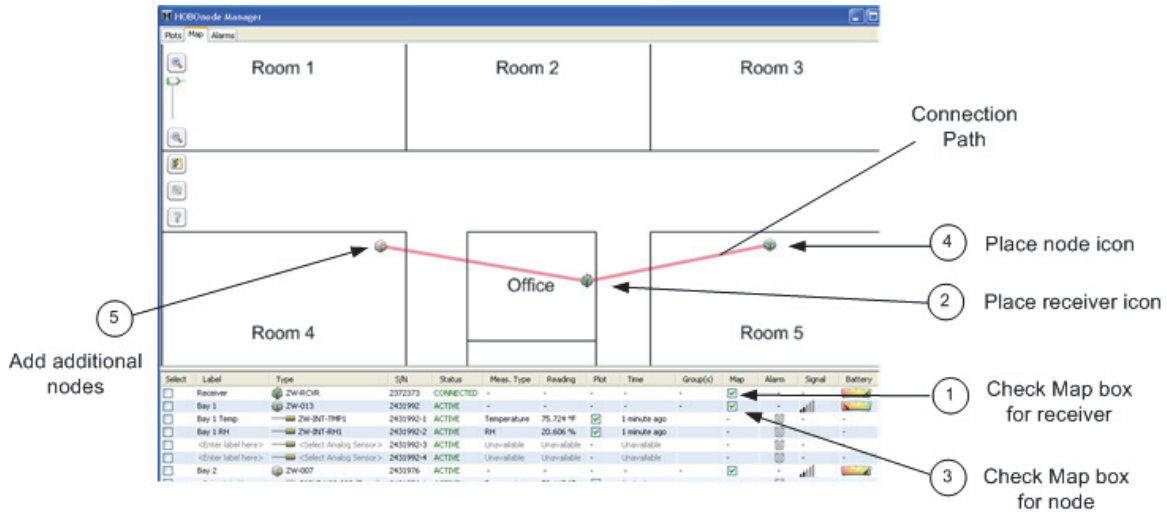 HOBOnode Manager
Plots Map Alarms
Room 1
Room 2
Room 3
Connection
Path
4 Place node icon
Office
2 Place receiver icon
5
Room 4
Room 5
Add additional
nodes
Select Label Type S/N Status Meas. Type Reading Plot Time Group(s) Map Alarm Signal Battery
Receiver ZW-RCVR 2372373 CONNECTED - - - - - - - -
1 Check Map box
for receiver
Bay 1 ZW-013 2431992 ACTIVE - - - - - -
Bay 1 Temp ZW-INT-TMP1 2431992-1 ACTIVE Temperature 75.724 °F 1 minute ago - - -
Bay 1 RH ZW-INT-RH1 2431992-2 ACTIVE RH 20.606 % 1 minute ago - - -
<Enter label here> <Select Analog Sensor> 2431992-3 ACTIVE Unavailable Unavailable - Unavailable - - -
<Enter label here> <Select Analog Sensor> 2431992-4 ACTIVE Unavailable Unavailable - Unavailable - - -
Bay 2 ZW-007 2431976 ACTIVE - - - - - -
3 Check Map box
for node